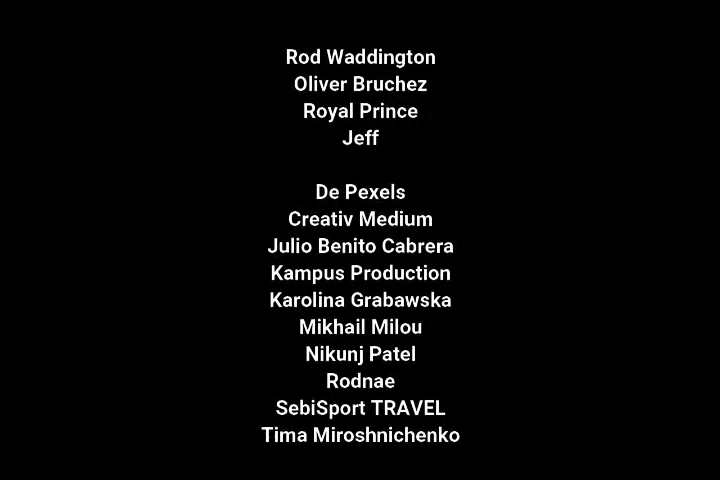 Rod Waddington
Oliver Bruchez
Royal Prince
Jeff
De Pexels
Creativ Medium
Julio Benito Cabrera
Kampus Production
Karolina Grabawska
Mikhail Milou
Nikunj Patel
Rodnae
SebiSport TRAVEL
Tima Miroshnichenko